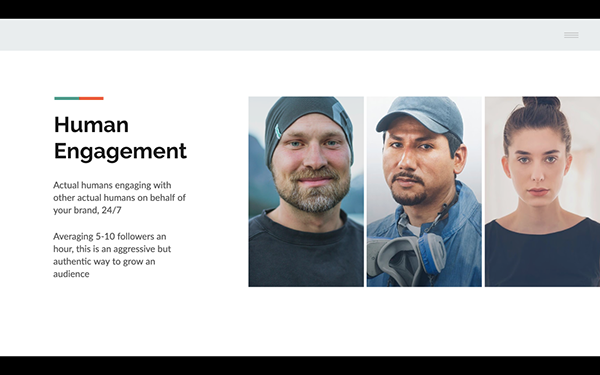 Human
Engagement
Actual humans engaging with
other actual humans on behalf of
your brand, 24/7
Averaging 5-10 followers an
hour, this is an aggressive but
authentic way to grow an
audience